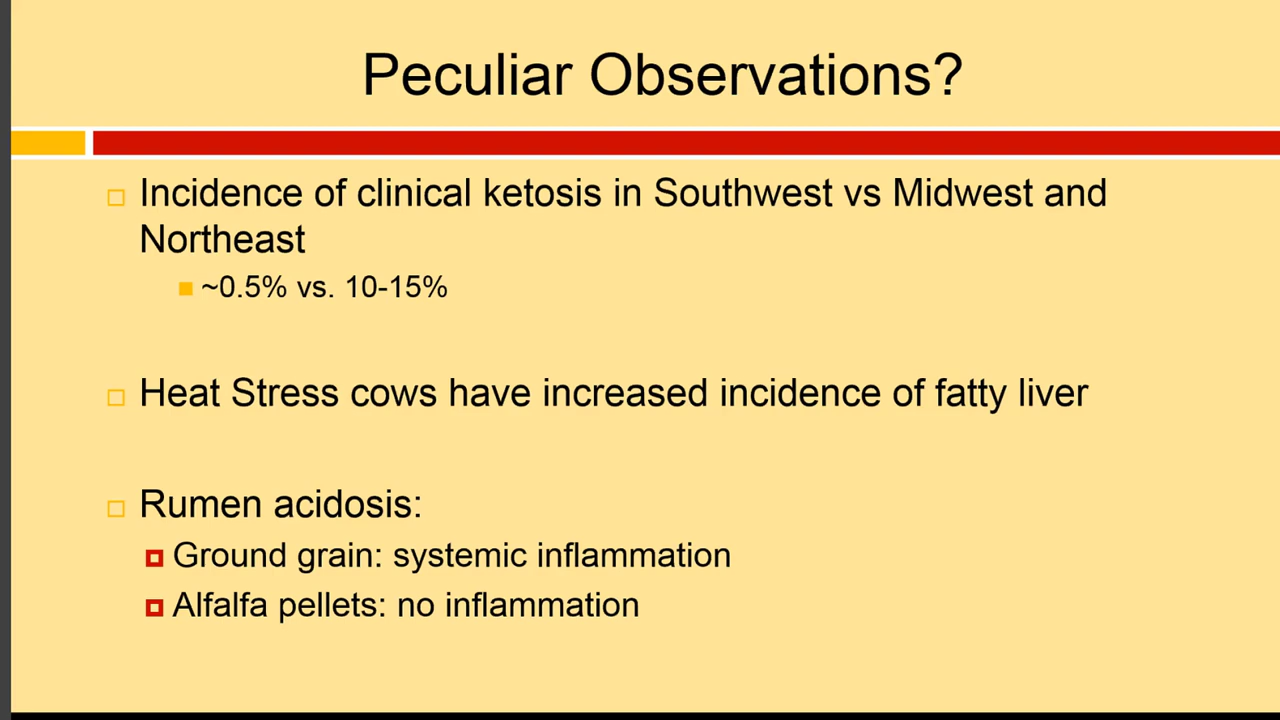 Peculiar Observations?
Incidence of clinical ketosis in Southwest vs Midwest and
Northeast
~0.5% vs. 10-15%
Heat Stress cows have increased incidence of fatty liver
Rumen acidosis:
Ground grain: systemic inflammation
Alfalfa pellets: no inflammation